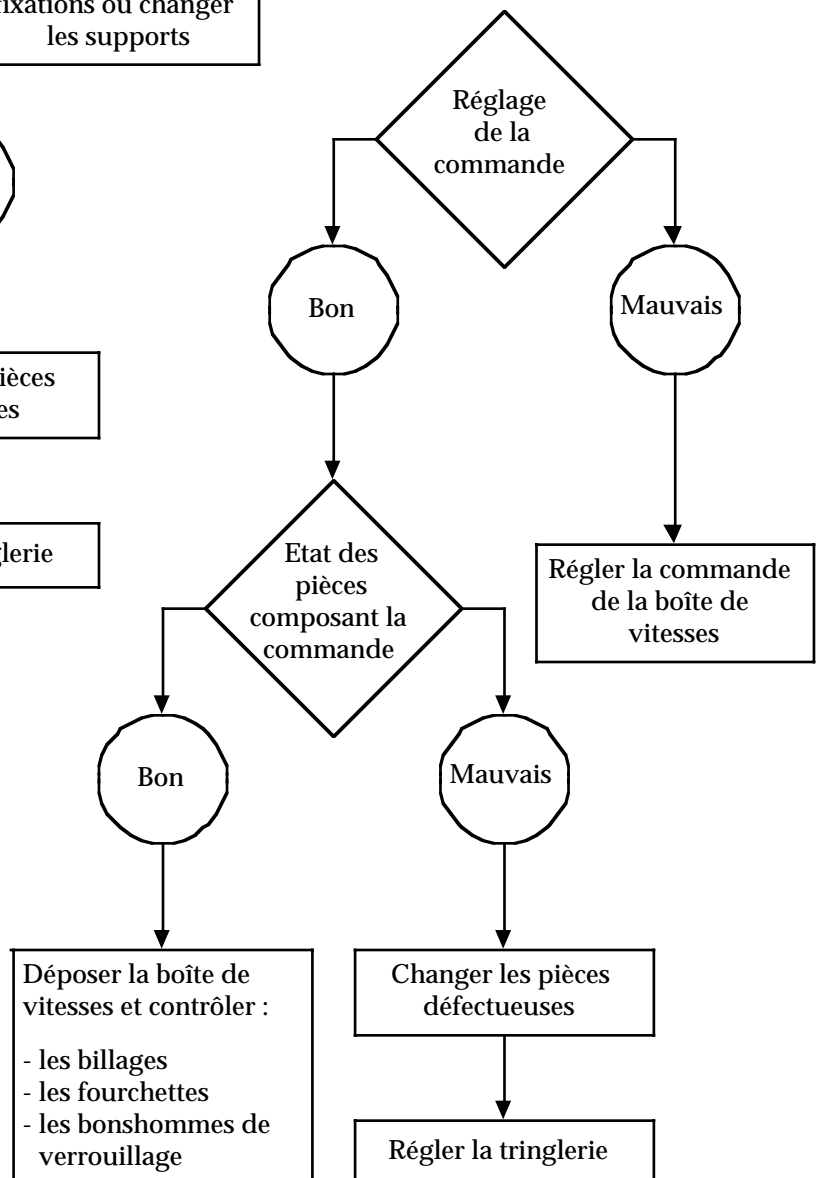 fixations ou changer
les supports
Réglage
de la
commande
Bon
Mauvais
ièces
es
glerie
Etat des
pièces
composant la
commande
Régler la commande
de la boîte de
vitesses
Bon
Mauvais
Déposer la boîte de
vitesses et contrôler :
- les billages
- les fourchettes
- les bonshommes de
verrouillage
Changer les pièces
défectueuses
Régler la tringlerie